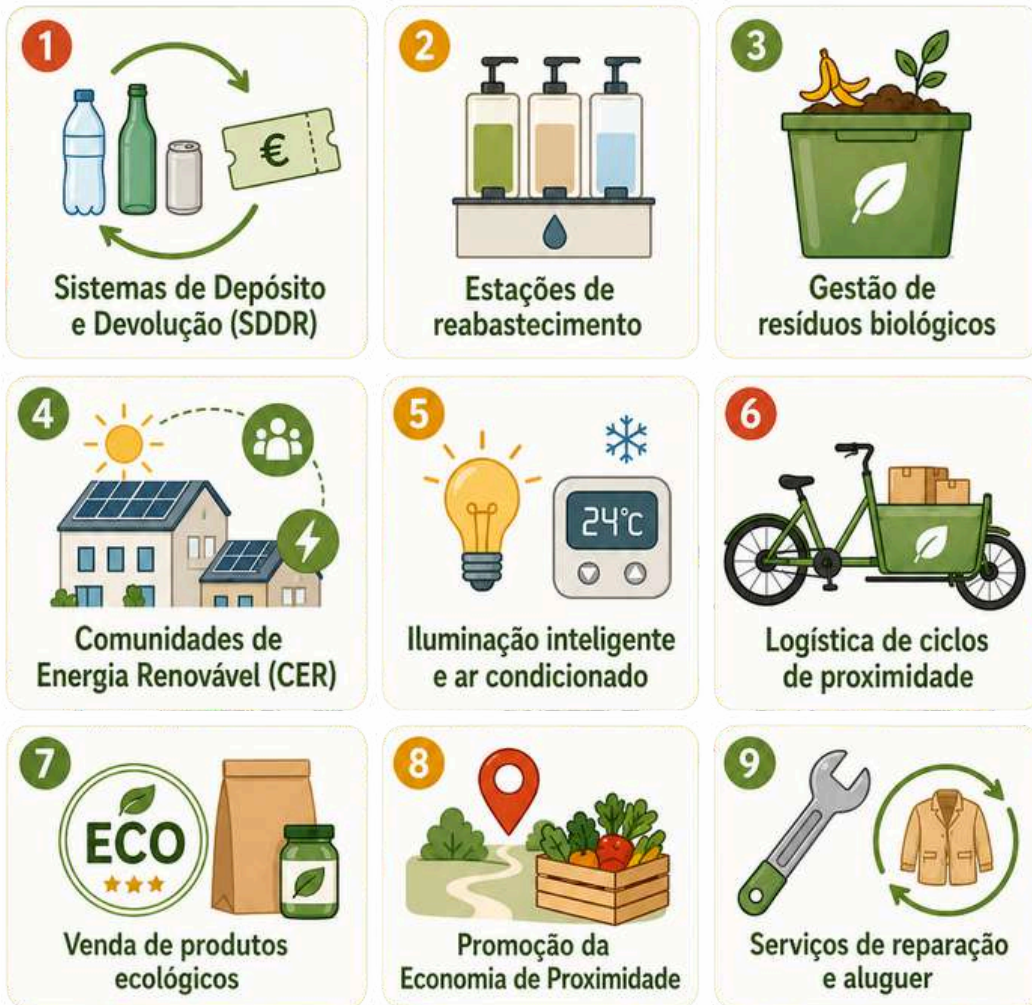 1
€
Sistemas de Depósito
e Devolução (SDDR)
2
Estações de
reabastecimento
3
Gestão de
resíduos biológicos
4
Comunidades de
Energia Renovável (CER)
5
24°c
Iluminação inteligente
e ar condicionado
6
Logística de ciclos
de proximidade
7
ECO
Venda de produtos
ecológicos
8
Promoção da
Economia de Proximidade
9
Serviços de reparação
e aluguer